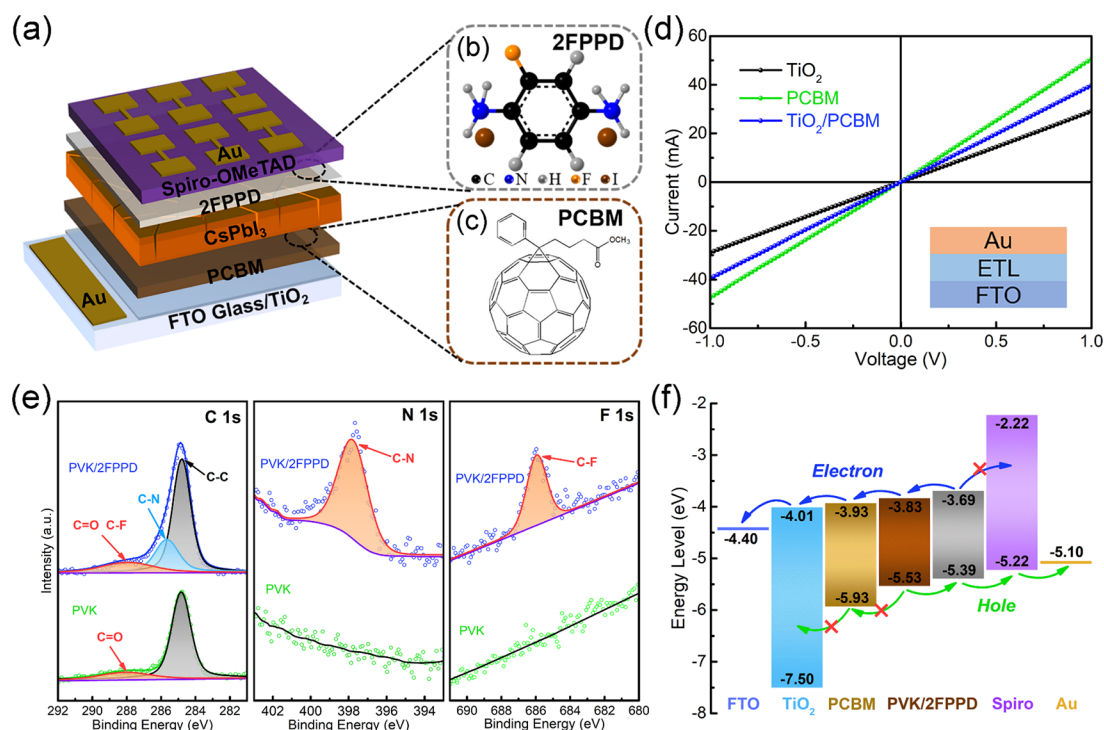 (a)
Au
Spiro-OMeTAD
2FPPD
CsPbI₃
PCBM
Au
FTO Glass/TiO₂
(b)
2FPPD
C N H F I
(c)
PCBM
OCH₃
O
(d)
60
40
20
0
-20
-40
-60
Current (mA)
TiO₂
PCBM
TiO₂/PCBM
Au
ETL
FTO
-1.0 -0.5 0.0 0.5 1.0
Voltage (V)
(e)
Intensity (a.u.)
C 1s
PVK/2FPPD
C-C
C-N
C=O C-F
PVK
C=O
292 290 288 286 284 282
Binding Energy (eV)
N 1s
PVK/2FPPD
C-N
PVK
402 400 398 396 394
Binding Energy (eV)
F 1s
PVK/2FPPD
C-F
PVK
690 688 686 684 682 680
Binding Energy (eV)
(f)
Energy Level (eV)
-2
-3
-4
-5
-6
-7
-8
Electron
Hole
-4.40
-4.01
-7.50
-3.93
-5.93
-3.83
-5.53
-3.69
-5.39
-2.22
-5.22
-5.10
FTO TiO₂ PCBM PVK/2FPPD Spiro Au